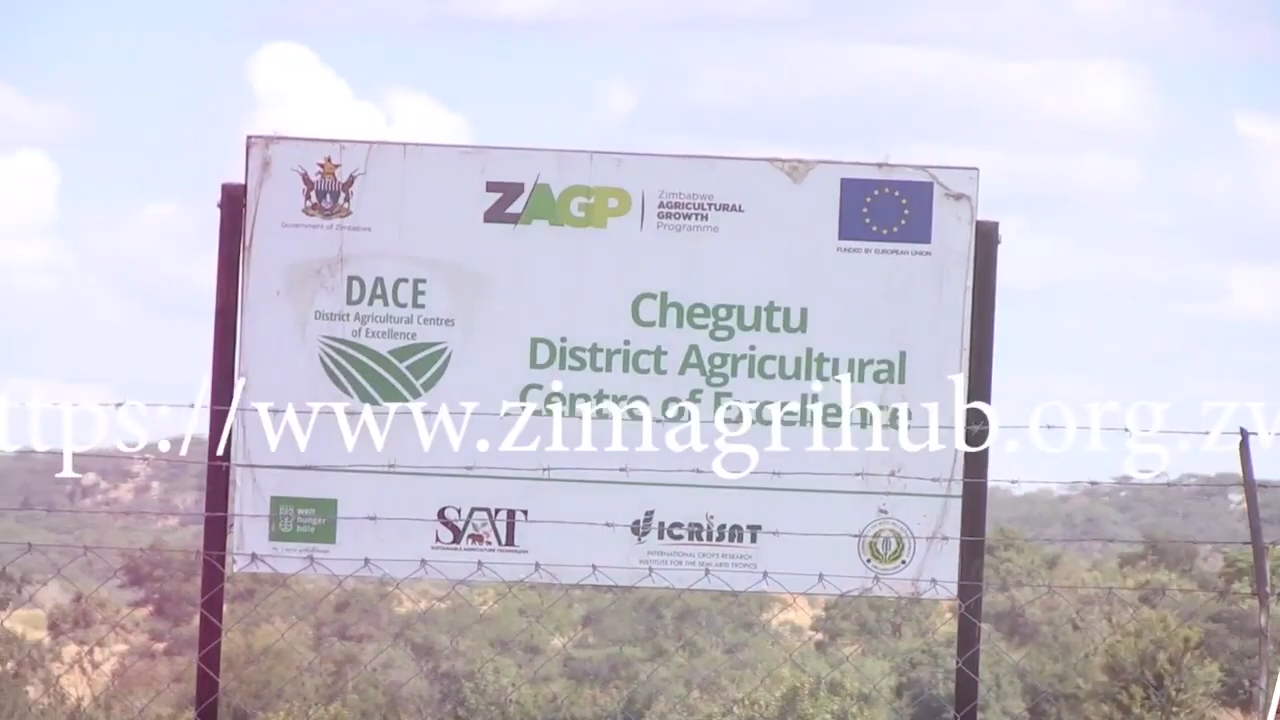 Government of Zimbabwe
ZAGP
Zimbabwe
AGRICULTURAL
GROWTH
Programme
FUNDED BY EUROPEAN UNION
DACE
District Agricultural Centres
of Excellence
Chegutu
District Agricultural
Centre of Excellence
ttps://www.zimagrihub.org.zw
welt
hunger
hilfe
SAT
SUSTAINABLE AGRICULTURE TECHNOLOGY
ICRISAT
INTERNATIONAL CROPS RESEARCH
INSTITUTE FOR THE SEMI-ARID TROPICS